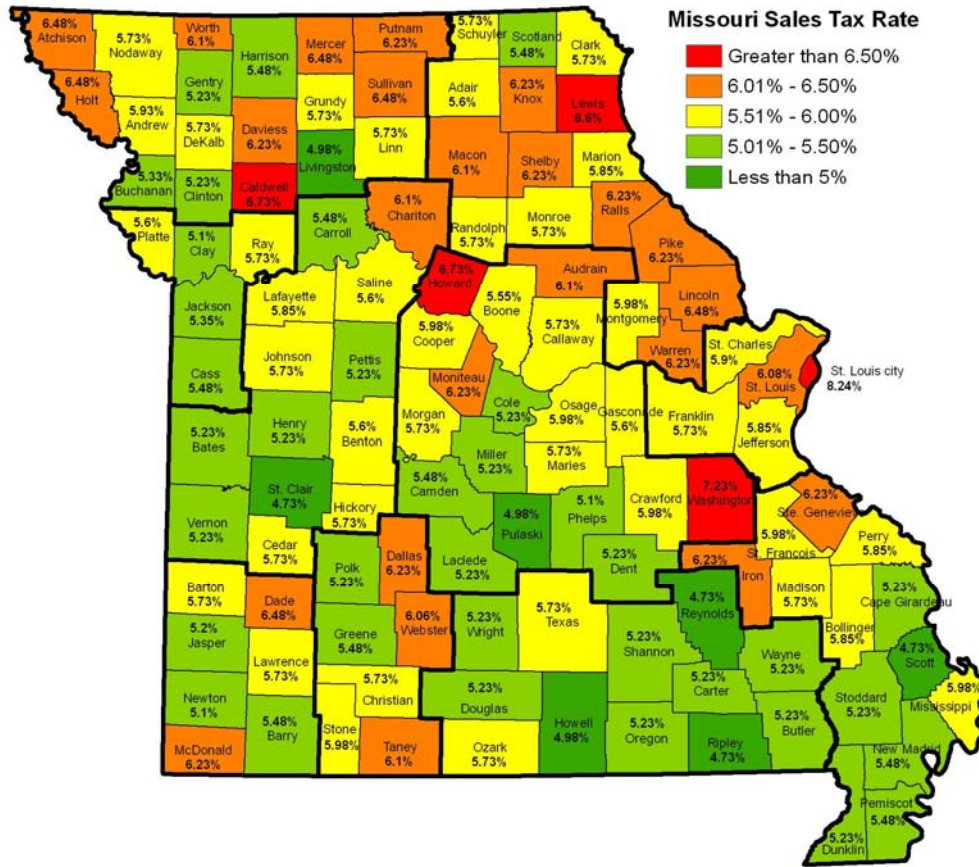 Missouri Sales Tax Rate
Greater than 6.50%
6.01% - 6.50%
5.51% - 6.00%
5.01% - 5.50%
Less than 5%
6.48%
Atchison
5.73%
Nodaway
Worth
6.1%
Harrison
5.48%
Mercer
6.48%
Putnam
6.23%
5.73%
Schuyler
Scotland
5.48%
Clark
5.73%
6.48%
Holt
Gentry
5.23%
Sullivan
6.48%
Adair
5.6%
6.23%
Knox
Lewis
6.6%
5.93%
Andrew
5.73%
DeKalb
Daviess
6.23%
Grundy
5.73%
5.73%
Linn
4.98%
Livingston
Macon
6.1%
Shelby
6.23%
Marion
5.85%
5.33%
Buchanan
5.23%
Clinton
Caldwell
6.73%
6.1%
Chariton
Randolph
5.73%
Monroe
5.73%
6.23%
Ralls
5.6%
Platte
5.1%
Clay
Ray
5.73%
5.48%
Carroll
Pike
6.23%
Audrain
6.1%
6.73%
Howard
Saline
5.6%
Lafayette
5.85%
Jackson
5.35%
5.55%
Boone
5.73%
Callaway
5.98%
Montgomery
Lincoln
6.48%
Warren
6.23%
St. Charles
5.9%
6.08%
St. Louis
St. Louis city
8.24%
5.98%
Cooper
Johnson
5.73%
Pettis
5.23%
Cass
5.48%
Moniteau
6.23%
Cole
5.23%
Osage
5.98%
Gasconade
5.6%
Franklin
5.73%
5.85%
Jefferson
Morgan
5.73%
5.6%
Benton
Henry
5.23%
5.23%
Bates
Miller
5.23%
5.73%
Maries
5.48%
Camden
St. Clair
4.73%
Hickory
5.73%
4.98%
Pulaski
5.1%
Phelps
Crawford
5.98%
7.23%
Washington
6.23%
Ste. Genevieve
5.98%
St. Francois
Perry
5.85%
Vernon
5.23%
Cedar
5.73%
Polk
5.23%
Dallas
6.23%
Laclede
5.23%
5.23%
Dent
6.23%
Iron
Madison
5.73%
Bollinger
5.85%
5.23%
Cape Girardeau
Barton
5.73%
Dade
6.48%
6.06%
Webster
5.23%
Wright
5.73%
Texas
4.73%
Reynolds
5.23%
Shannon
Wayne
5.23%
4.73%
Scott
5.2%
Jasper
Greene
5.48%
Lawrence
5.73%
5.73%
Christian
5.23%
Douglas
5.23%
Carter
5.23%
Butler
Stoddard
5.23%
5.98%
Mississippi
Newton
5.1%
5.48%
Barry
Stone
5.98%
Taney
6.1%
Ozark
5.73%
Howell
4.98%
5.23%
Oregon
Ripley
4.73%
New Madrid
5.48%
McDonald
6.23%
Pemiscot
5.48%
5.23%
Dunklin